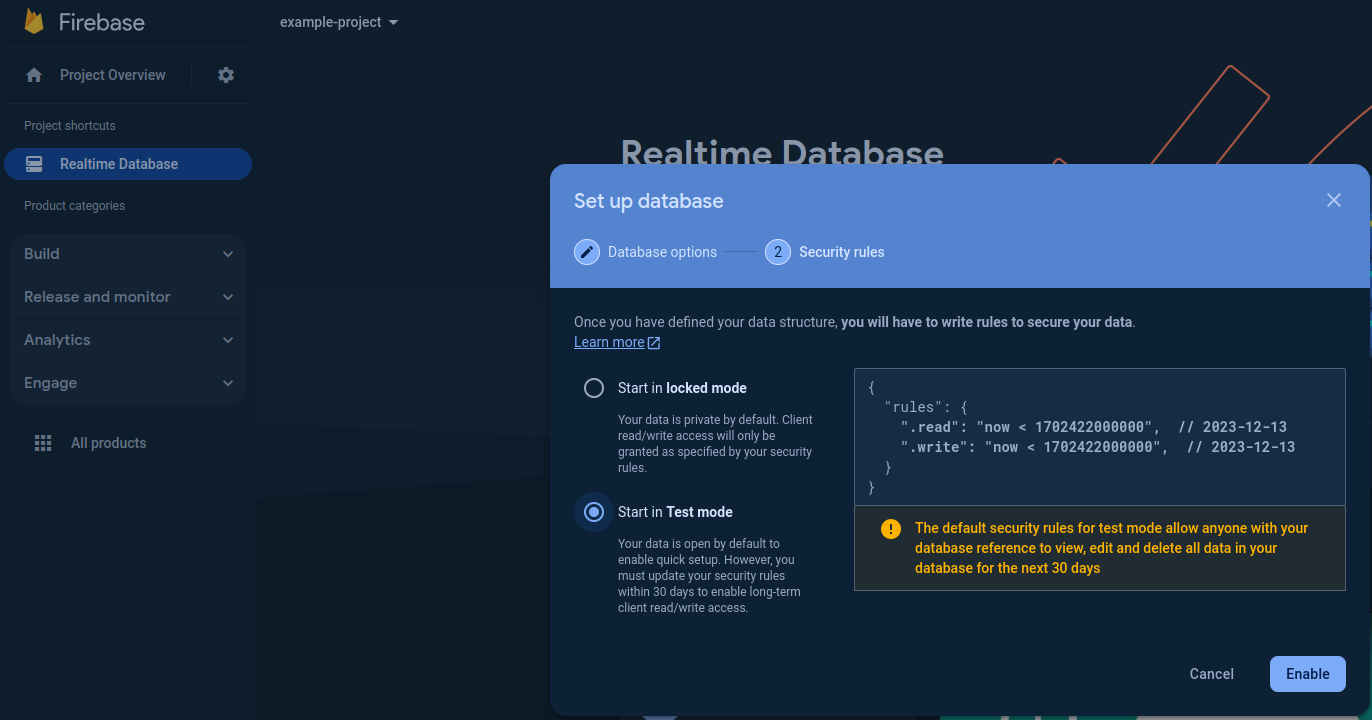 Firebase
example-project
Project Overview
Project shortcuts
Realtime Database
Product categories
Build
Release and monitor
Analytics
Engage
All products
Realtime Database
Set up database
Database options
2 Security rules
Once you have defined your data structure, you will have to write rules to secure your data.
Learn more
Start in locked mode
Your data is private by default. Client
read/write access will only be
granted as specified by your security
rules.
Start in Test mode
Your data is open by default to
enable quick setup. However, you
must update your security rules
within 30 days to enable long-term
client read/write access.
{
"rules": {
".read": "now < 1702422000000",  // 2023-12-13
".write": "now < 1702422000000",  // 2023-12-13
}
}
The default security rules for test mode allow anyone with your
database reference to view, edit and delete all data in your
database for the next 30 days
Cancel
Enable